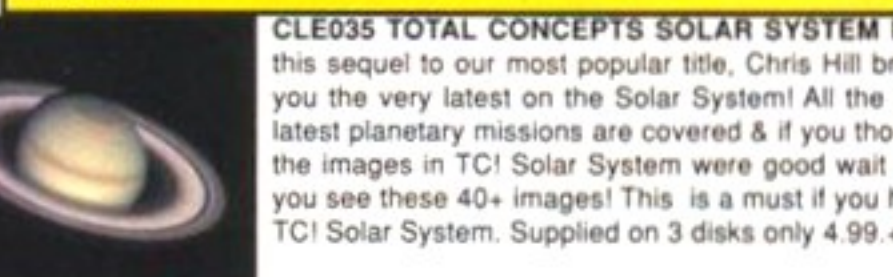 CLE035 TOTAL CONCEPTS SOLAR SYSTEM
this sequel to our most popular title, Chris Hill
you the very latest on the Solar System! All the
latest planetary missions are covered & if you
the images in TC! Solar System were good wait
you see these 40+ images! This is a must if you
TC! Solar System. Supplied on 3 disks only 4.99.